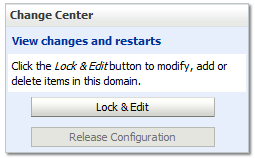 Change Center
View changes and restarts
Click the Lock & Edit button to modify, add or
delete items in this domain.
Lock & Edit
Release Configuration